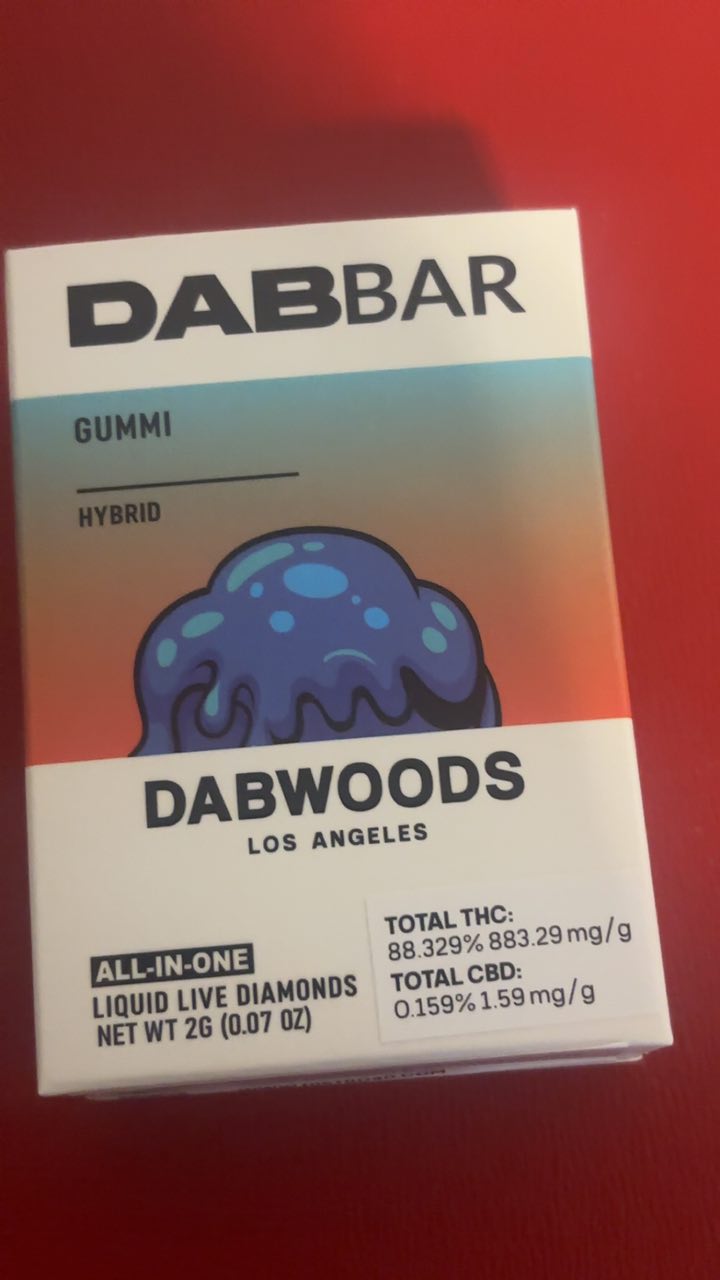 DABBAR
GUMMI
HYBRID
DABWOODS
LOS ANGELES
ALL-IN-ONE
LIQUID LIVE DIAMONDS
NET WT 2G (0.07 OZ)
TOTAL THC:
88.329% 883.29 mg/g
TOTAL CBD:
0.159% 1.59 mg/g